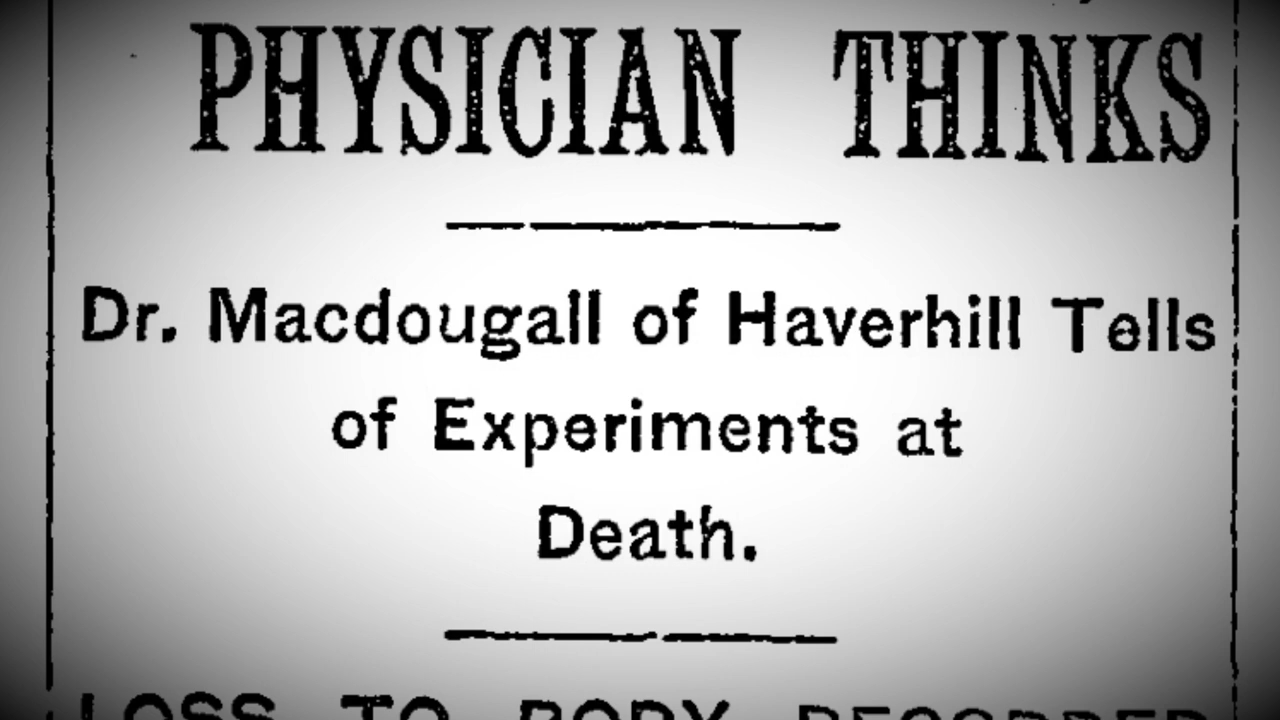 PHYSICIAN THINKS
Dr. Macdougall of Haverhill Tells
of Experiments at
Death.
LOSS TO BODY RECORDED